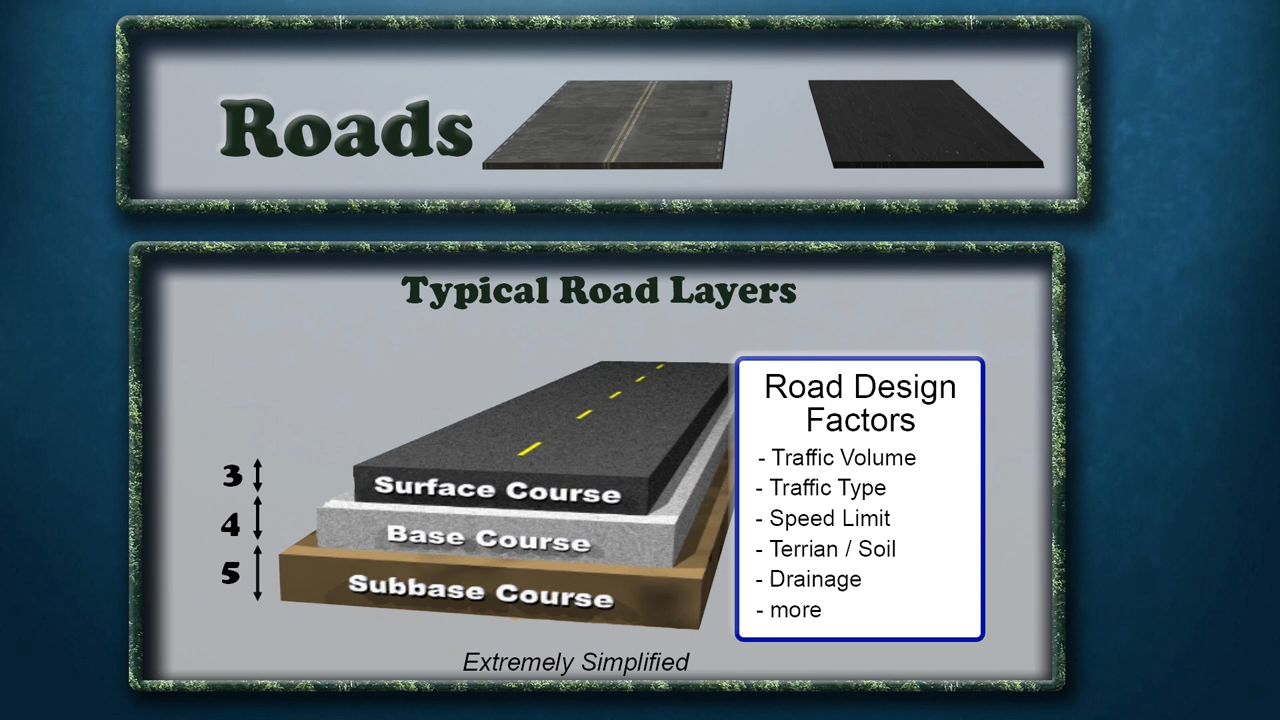 Roads
Typical Road Layers
3
Surface Course
4
Base Course
5
Subbase Course
Road Design
Factors
- Traffic Volume
- Traffic Type
- Speed Limit
- Terrian / Soil
- Drainage
- more
Extremely Simplified